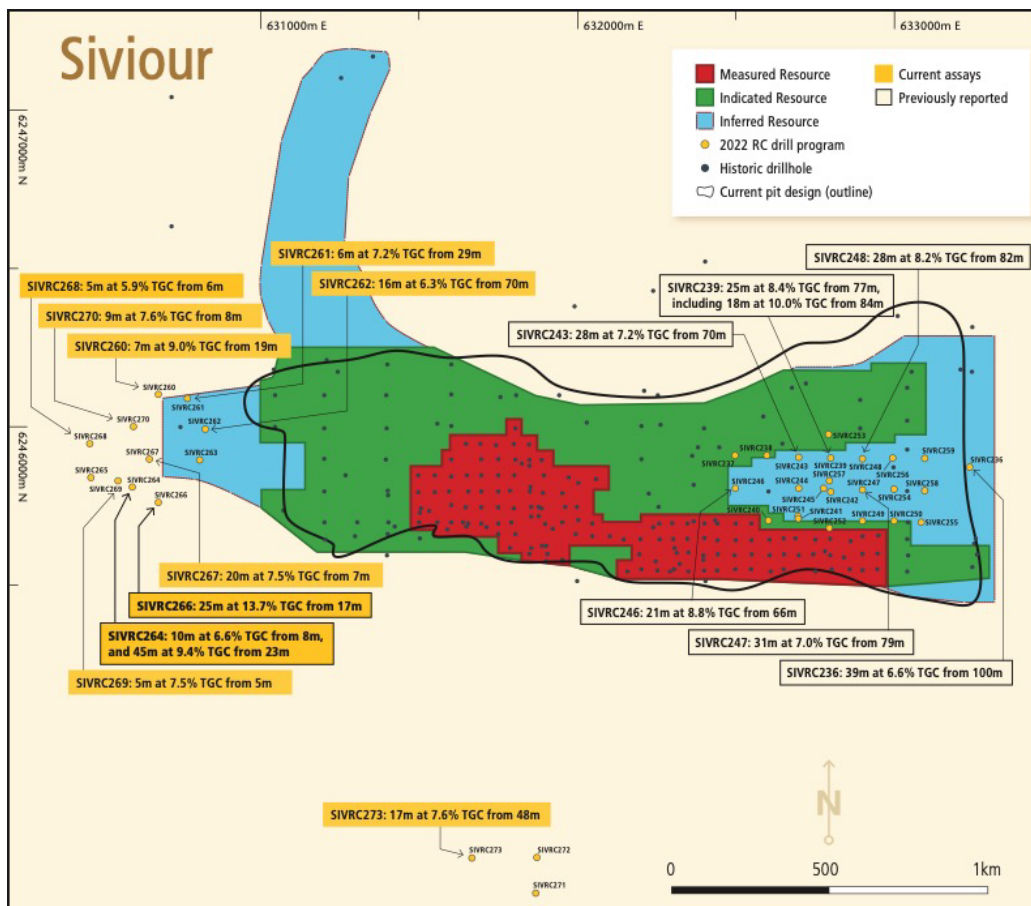 631000m E
632000m E
633000m E
Siviour
6247000m N
6246000m N
Measured Resource
Indicated Resource
Inferred Resource
2022 RC drill program
Historic drillhole
Current pit design (outline)
Current assays
Previously reported
SIVRC261: 6m at 7.2% TGC from 29m
SIVRC262: 16m at 6.3% TGC from 70m
SIVRC268: 5m at 5.9% TGC from 6m
SIVRC270: 9m at 7.6% TGC from 8m
SIVRC260: 7m at 9.0% TGC from 19m
SIVRC248: 28m at 8.2% TGC from 82m
SIVRC239: 25m at 8.4% TGC from 77m,
including 18m at 10.0% TGC from 84m
SIVRC243: 28m at 7.2% TGC from 70m
SIVRC260
SIVRC261
SIVRC270
SIVRC262
SIVRC268
SIVRC267
SIVRC263
SIVRC265
SIVRC269
SIVRC264
SIVRC266
SIVRC253
SIVRC237
SIVRC238
SIVRC243
SIVRC239
SIVRC248
SIVRC256
SIVRC259
SIVRC236
SIVRC257
SIVRC246
SIVRC244
SIVRC245
SIVRC242
SIVRC247
SIVRC254
SIVRC258
SIVRC240
SIVRC251
SIVRC241
SIVRC252
SIVRC249
SIVRC250
SIVRC255
SIVRC267: 20m at 7.5% TGC from 7m
SIVRC266: 25m at 13.7% TGC from 17m
SIVRC264: 10m at 6.6% TGC from 8m,
and 45m at 9.4% TGC from 23m
SIVRC269: 5m at 7.5% TGC from 5m
SIVRC246: 21m at 8.8% TGC from 66m
SIVRC247: 31m at 7.0% TGC from 79m
SIVRC236: 39m at 6.6% TGC from 100m
SIVRC273: 17m at 7.6% TGC from 48m
SIVRC273
SIVRC272
SIVRC271
N
0
500
1km